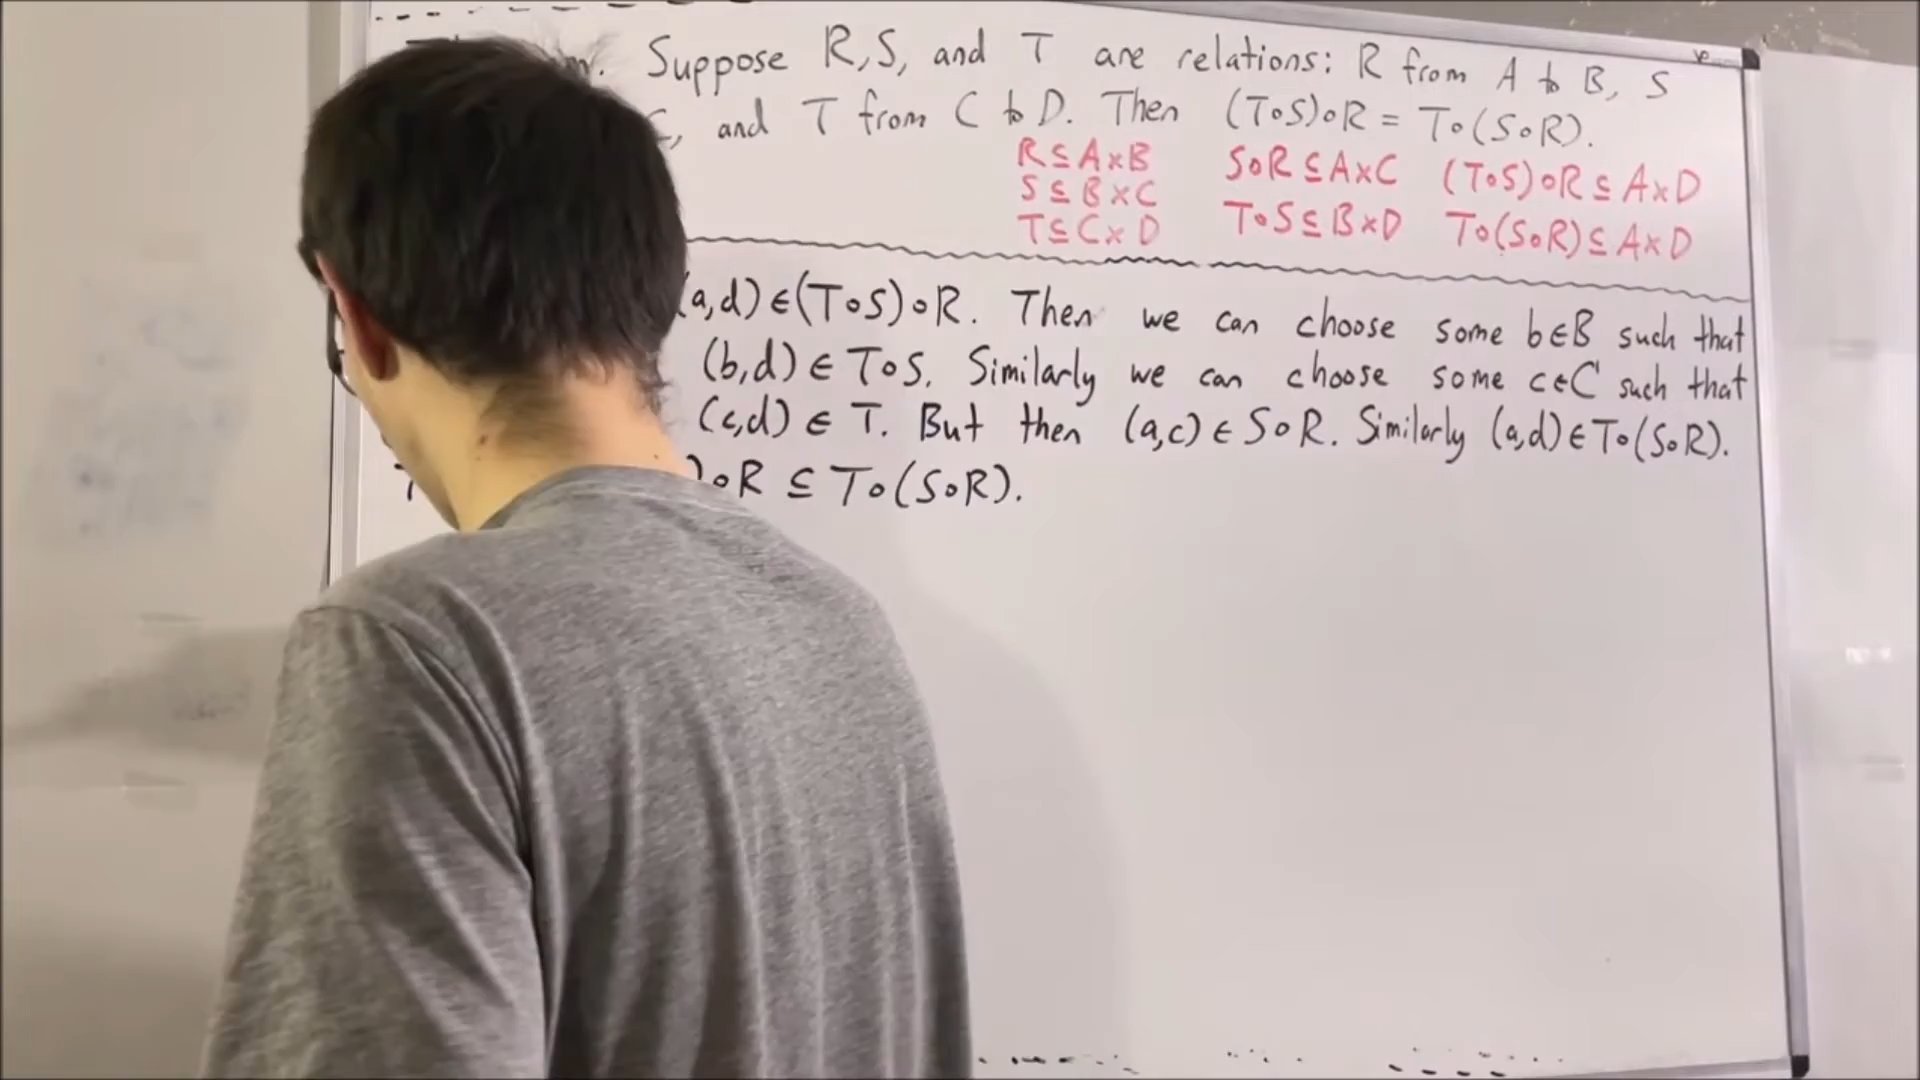 Suppose R,S, and T are relations: R from A to B, S
and T from C to D. Then (T∘S)∘R = T∘(S∘R).
R⊆A×B S∘R⊆A×C (T∘S)∘R⊆A×D
S⊆B×C
T⊆C×D T∘S⊆B×D T∘(S∘R)⊆A×D
(a,d)∈(T∘S)∘R. Then we can choose some b∈B such that
(b,d)∈T∘S. Similarly we can choose some c∈C such that
(c,d)∈T. But then (a,c)∈S∘R. Similarly (a,d)∈T∘(S∘R).
)∘R ⊆ T∘(S∘R).